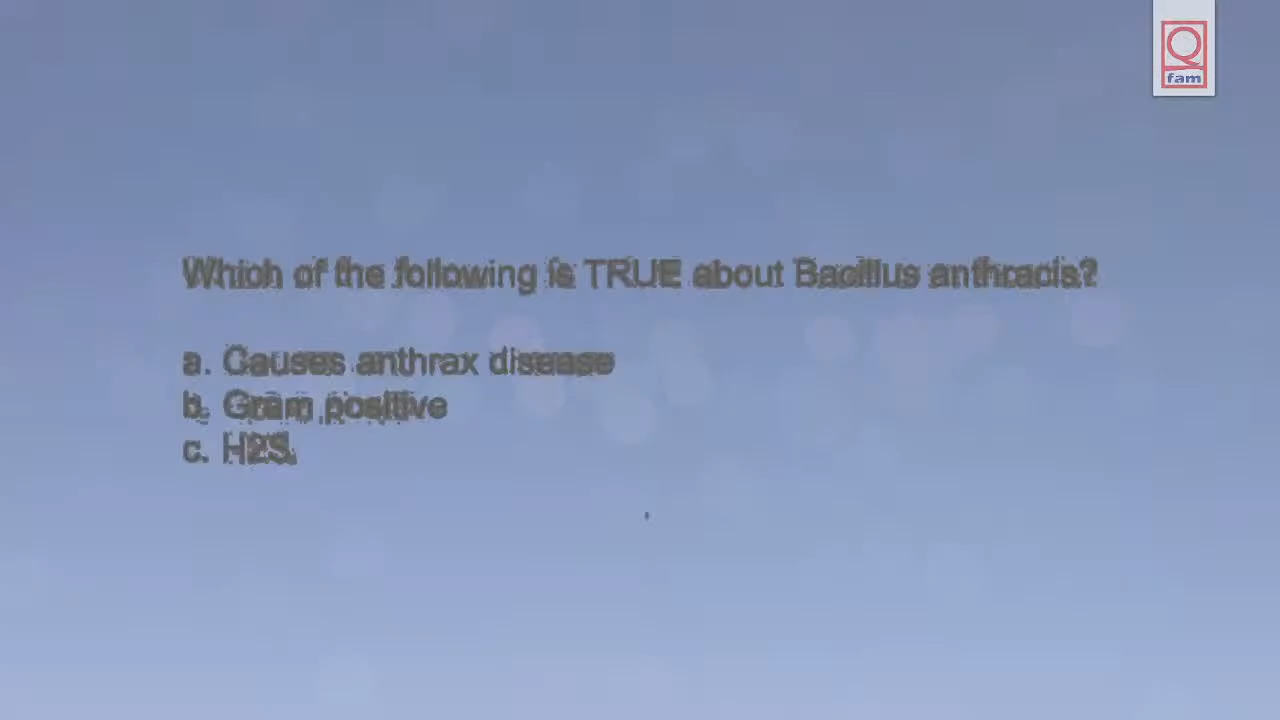 Q
fam
Which of the following is TRUE about Bacillus anthracis?
a. Causes anthrax disease
b. Gram positive
c. H2S.